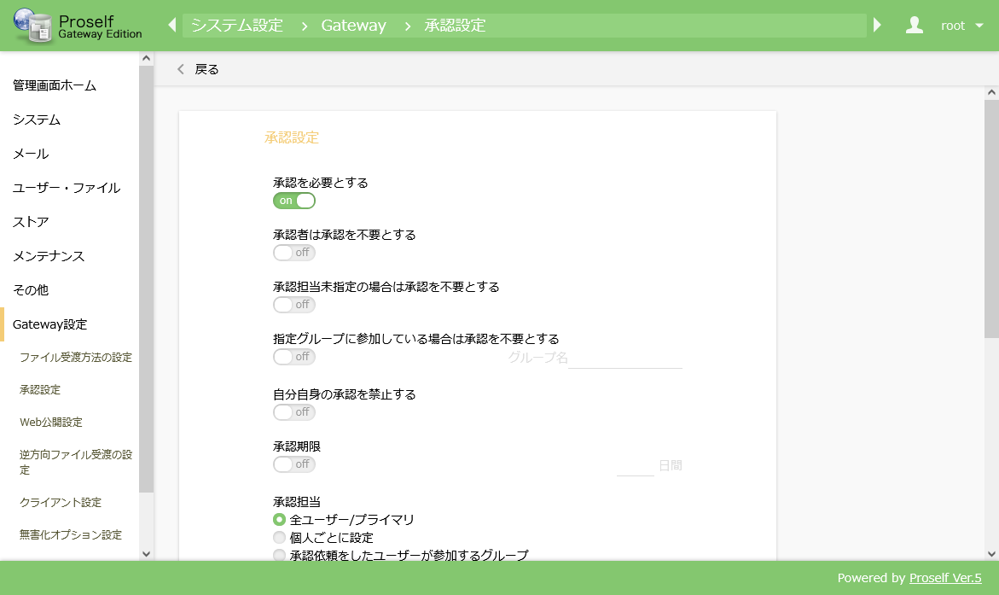 Proself
Gateway Edition
システム設定 > Gateway > 承認設定
root
戻る
管理画面ホーム
システム
メール
ユーザー・ファイル
ストア
メンテナンス
その他
Gateway設定
ファイル受渡方法の設定
承認設定
Web公開設定
逆方向ファイル受渡の設
定
クライアント設定
無害化オプション設定
承認設定
承認を必要とする
on
承認者は承認を不要とする
off
承認担当未指定の場合は承認を不要とする
off
指定グループに参加している場合は承認を不要とする
off グループ名
自分自身の承認を禁止する
off
承認期限
off 日間
承認担当
全ユーザー/プライマリ
個人ごとに設定
承認依頼をしたユーザーが参加するグループ
Powered by Proself Ver.5